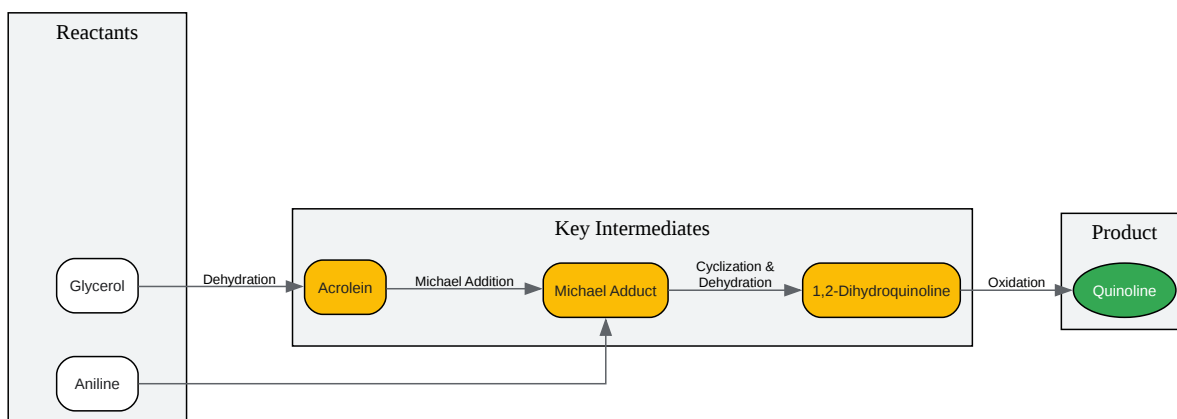 Reactants
Key Intermediates
Product
Glycerol
Dehydration
Acrolein
Michael Addition
Michael Adduct
Cyclization &
Dehydration
1,2-Dihydroquinoline
Oxidation
Quinoline
Aniline